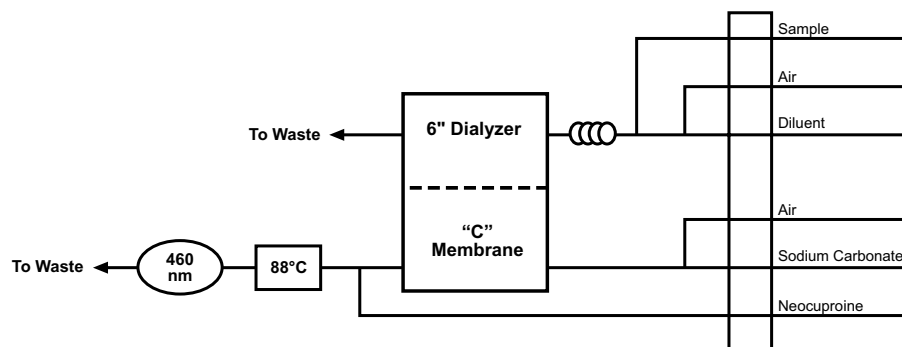 Sample
Air
Diluent
6" Dialyzer
To Waste
“C”
Membrane
Air
Sodium Carbonate
460
nm
88°C
To Waste
Neocuproine